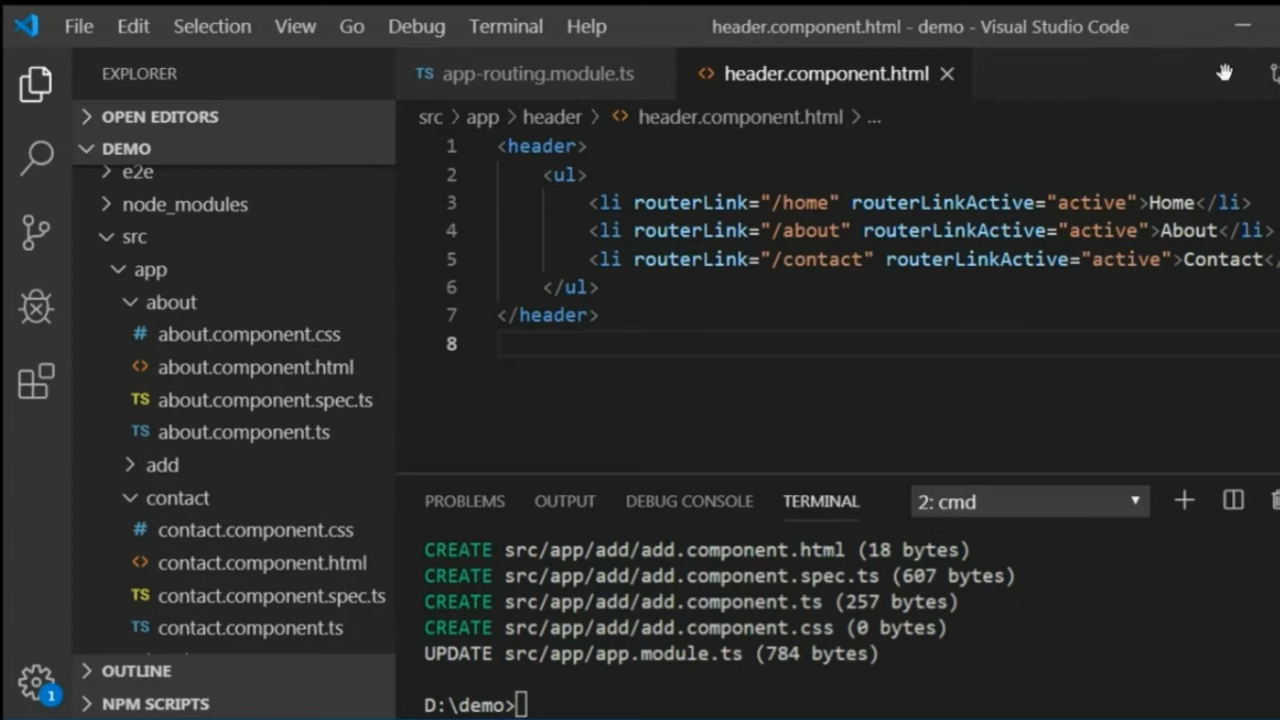 File Edit Selection View Go Debug Terminal Help header.component.html - demo - Visual Studio Code
EXPLORER
OPEN EDITORS
DEMO
e2e
node_modules
src
app
about
# about.component.css
<> about.component.html
TS about.component.spec.ts
TS about.component.ts
add
contact
# contact.component.css
<> contact.component.html
TS contact.component.spec.ts
TS contact.component.ts
OUTLINE
NPM SCRIPTS
1
TS app-routing.module.ts <> header.component.html
src > app > header > <> header.component.html > ...
1 <header>
2 <ul>
3 <li routerLink="/home" routerLinkActive="active">Home</li>
4 <li routerLink="/about" routerLinkActive="active">About</li>
5 <li routerLink="/contact" routerLinkActive="active">Contact</
6 </ul>
7 </header>
8
PROBLEMS OUTPUT DEBUG CONSOLE TERMINAL 2: cmd
CREATE src/app/add/add.component.html (18 bytes)
CREATE src/app/add/add.component.spec.ts (607 bytes)
CREATE src/app/add/add.component.ts (257 bytes)
CREATE src/app/add/add.component.css (0 bytes)
UPDATE src/app/app.module.ts (784 bytes)
D:\demo>